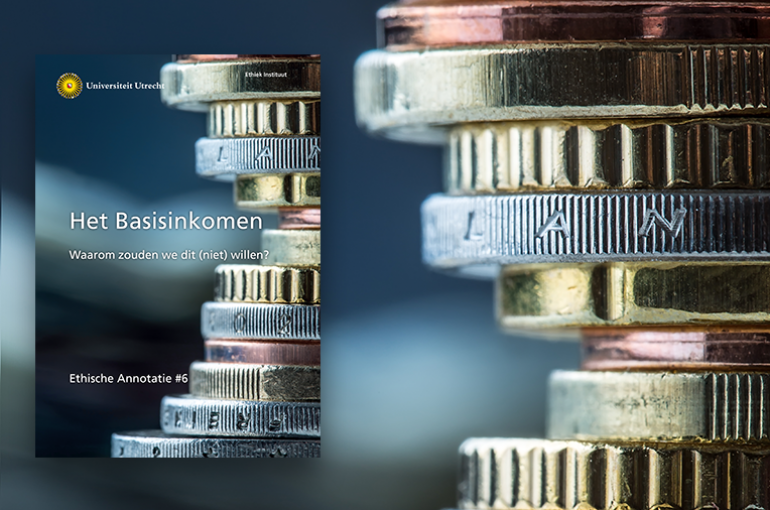 Universiteit Utrecht
Ethiek Instituut
Het Basisinkomen
Waarom zouden we dit (niet) willen?
Ethische Annotatie #6
L A N